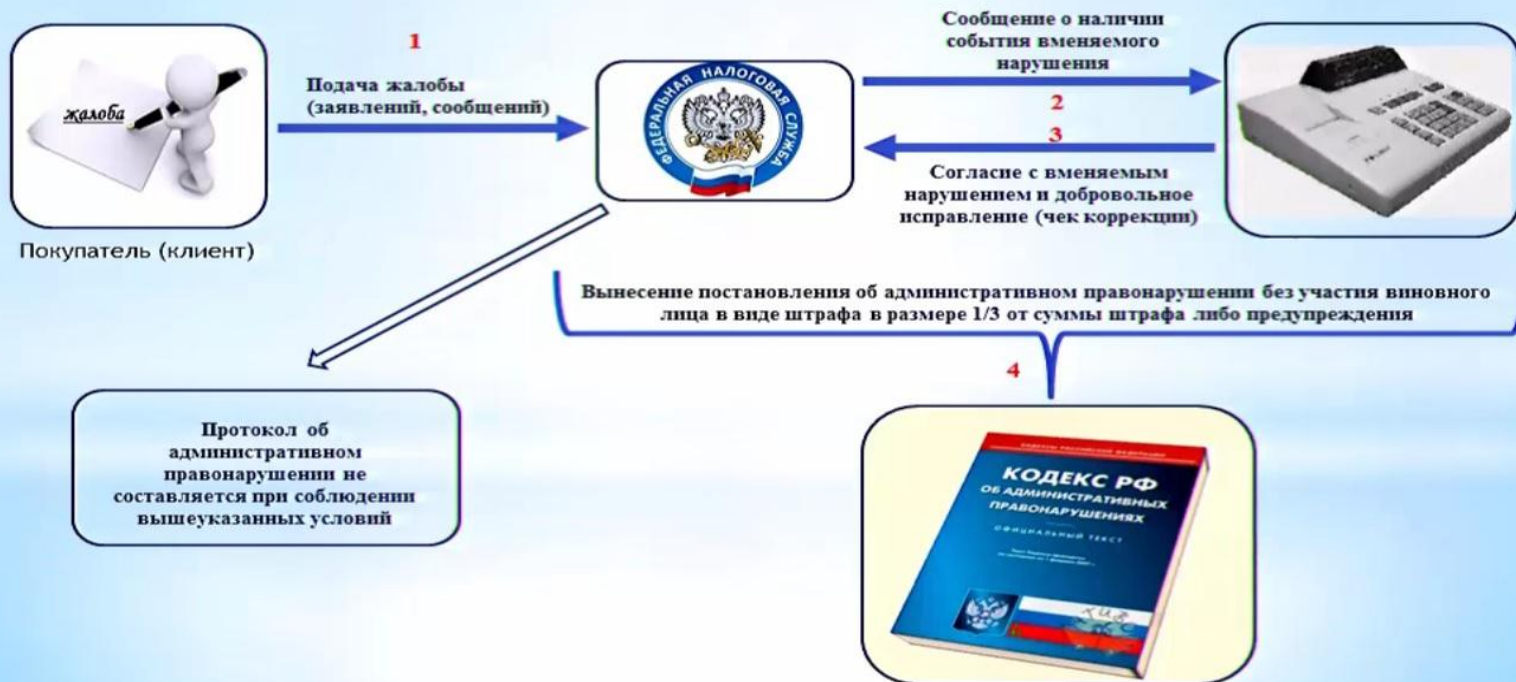 1
Подача жалобы
(заявлений, сообщений)
жалоба
Покупатель (клиент)
ФЕДЕРАЛЬНАЯ НАЛОГОВАЯ СЛУЖБА
Сообщение о наличии
события вменяемого
нарушения
2
3
Согласие с вменяемым
нарушением и добровольное
исправление (чек коррекции)
Вынесение постановления об административном правонарушении без участия виновного
лица в виде штрафа в размере 1/3 от суммы штрафа либо предупреждения
4
Протокол об
административном
правонарушении не
составляется при соблюдении
вышеуказанных условий
КОДЕКС РФ
ОБ АДМИНИСТРАТИВНЫХ
ПРАВОНАРУШЕНИЯХ
ОФИЦИАЛЬНЫЙ ТЕКСТ